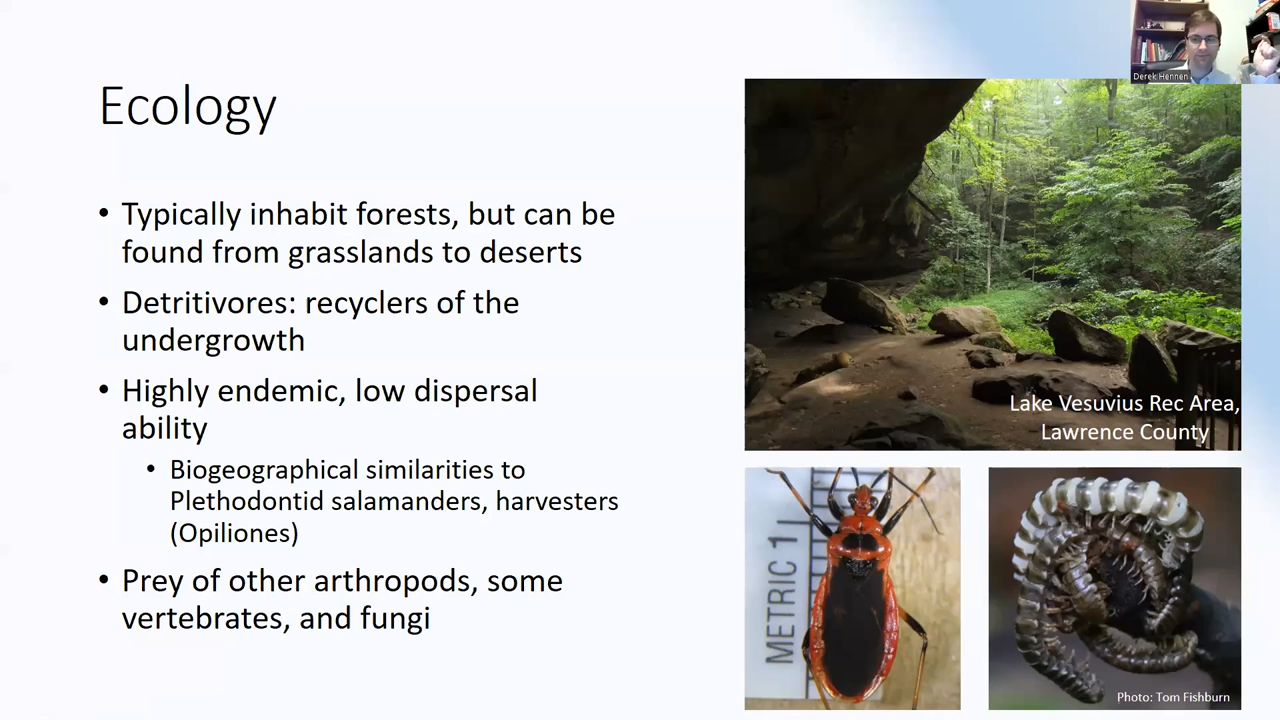 Derek Hennen
Ecology
• Typically inhabit forests, but can be
found from grasslands to deserts
• Detritivores: recyclers of the
undergrowth
• Highly endemic, low dispersal
ability
• Biogeographical similarities to
Plethodontid salamanders, harvesters
(Opiliones)
• Prey of other arthropods, some
vertebrates, and fungi
Lake Vesuvius Rec Area,
Lawrence County
METRIC 1
Photo: Tom Fishburn